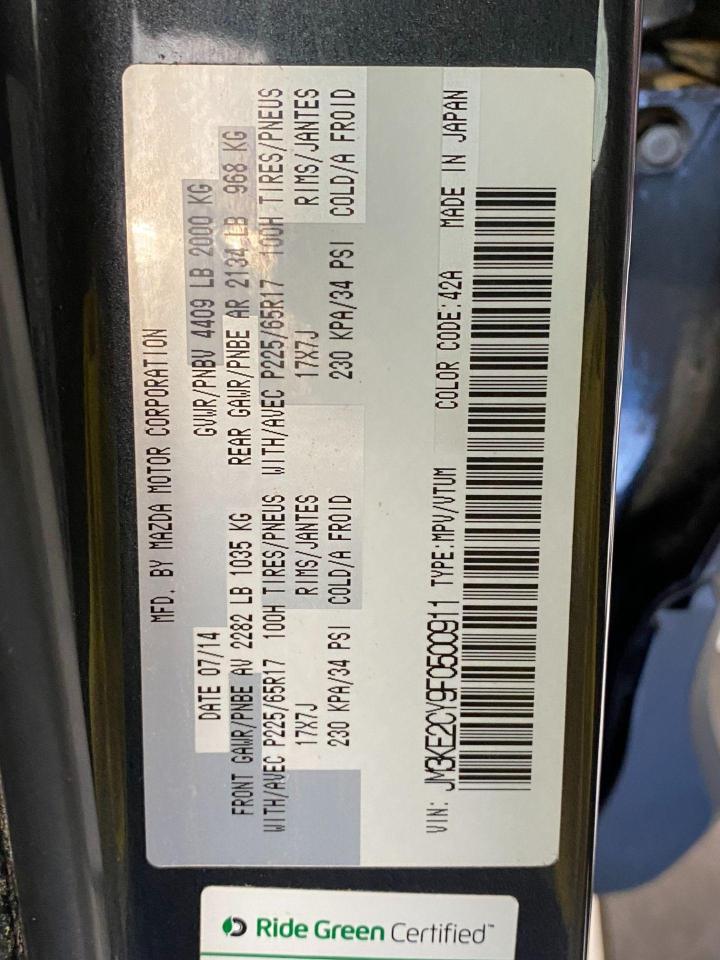 MFD. BY MAZDA MOTOR CORPORATION
DATE 07/14 GVWR/PNBV 4409 LB 2000 KG
FRONT GAWR/PNBE AV 2282 LB 1035 KG REAR GAWR/PNBE AR 2134 LB 968 KG
WITH/AVEC P225/65R17 100H TIRES/PNEUS WITH/AVEC P225/65R17 100H TIRES/PNEUS
17X7J RIMS/JANTES 17X7J RIMS/JANTES
230 KPA/34 PSI COLD/A FROID 230 KPA/34 PSI COLD/A FROID
VIN: JM3KE2CY9F0500911 TYPE:MPV/VTUM COLOR CODE:42A MADE IN JAPAN
Ride Green Certified™